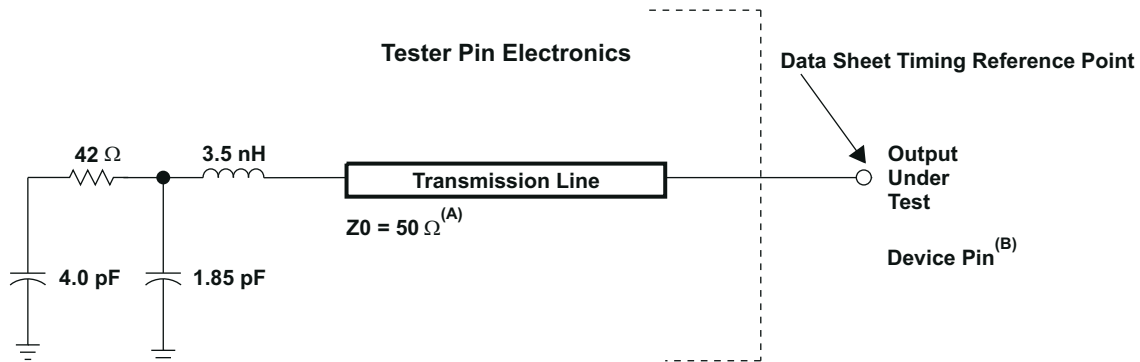 Tester Pin Electronics
Data Sheet Timing Reference Point
42 Ω
3.5 nH
Transmission Line
Output
Under
Test
Z0 = 50 Ω(A)
Device Pin(B)
4.0 pF
1.85 pF